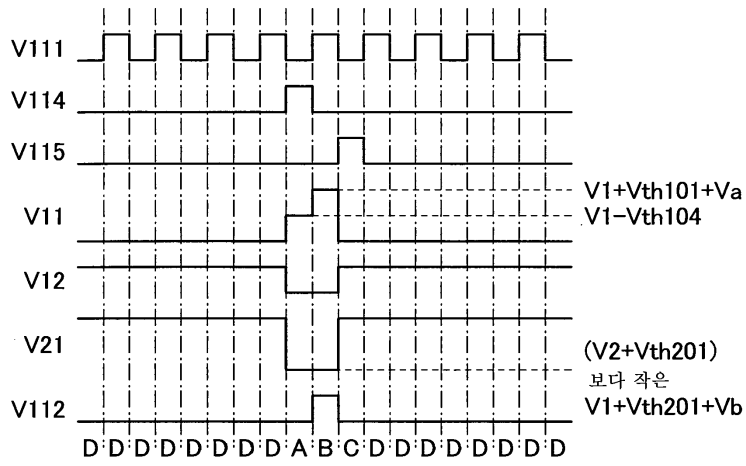 V111
V114
V115
V1+Vth101+Va
V11
V1-Vth104
V12
V21
(V2+Vth201)
보다 작은
V112
V1+Vth201+Vb
D D D D D D D D A B C D D D D D D D D